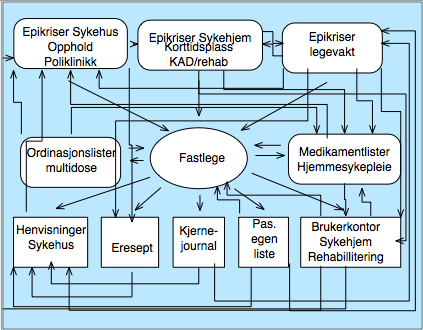 Epikriser Sykehus
Opphold
Poliklinikk
Epikriser Sykehjem
Korttidsplass
KAD/rehab
Epikriser
legevakt
Ordinasjonslister
multidose
Fastlege
Medikamentlister
Hjemmesykepleie
Henvisninger
Sykehus
Eresept
Kjerne-
journal
Pas.
egen
liste
Brukerkontor
Sykehjem
Rehabillitering